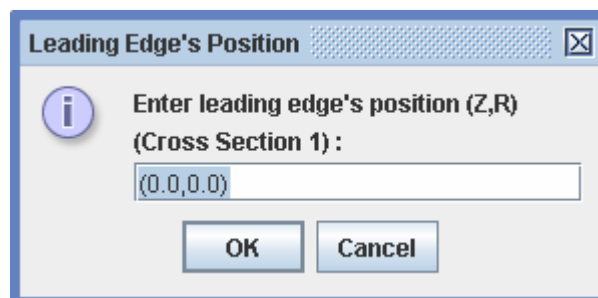 Leading Edge's Position
Enter leading edge's position (Z,R)
(Cross Section 1) :
(0.0,0.0)
OK
Cancel